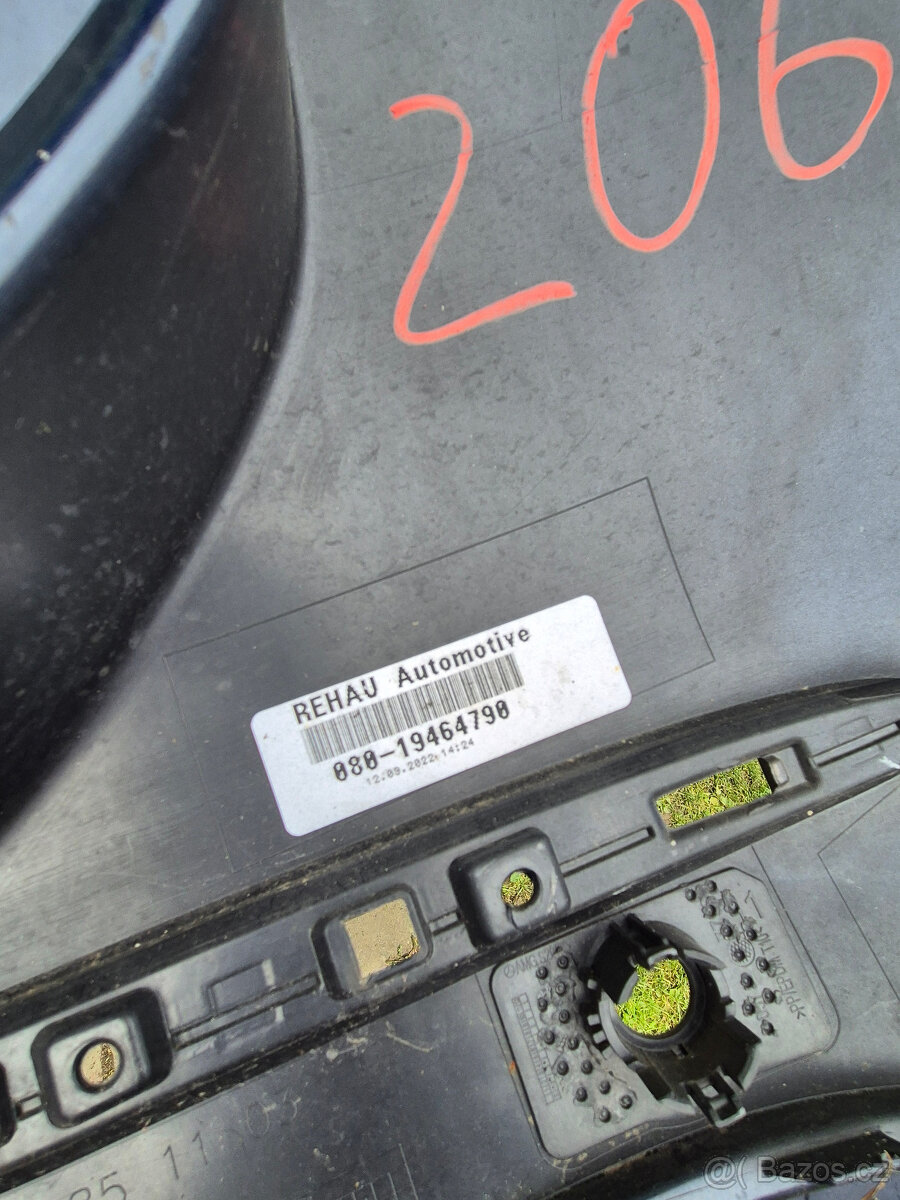 206
REHAU Automotive
080-19464790
12.09.2022 14:24
@( Bazos.cz